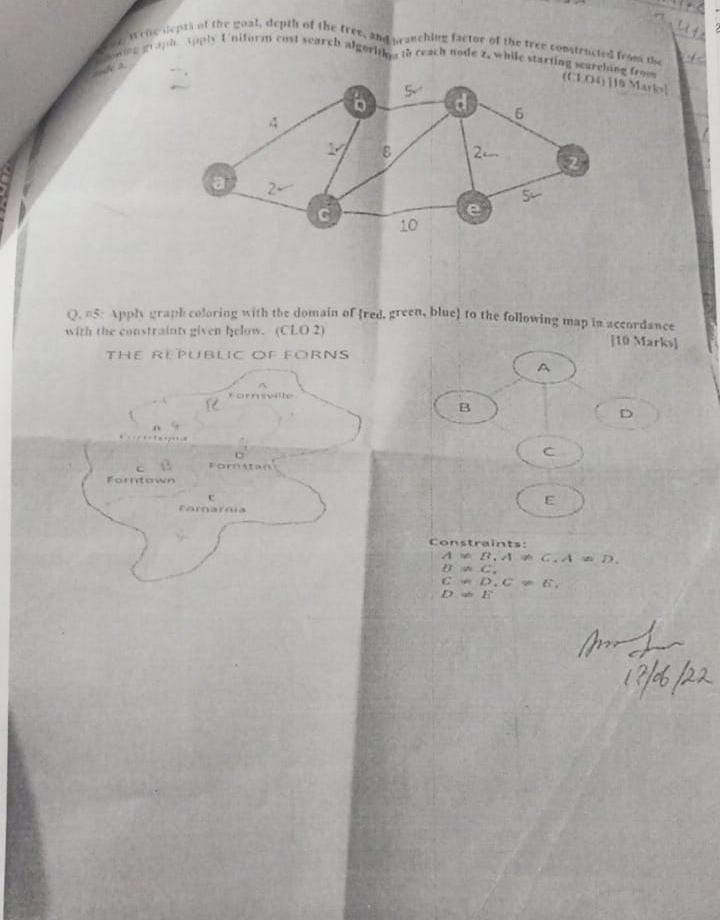 Write depth of the goal, depth of the tree, and branching factor of the tree constructed from the
following graph. Apply Uniform cost search algorithm to reach node z, while starting searching from
node a.
(CLO4) [10 Marks]
b
5
d
4
6
1
8
2
z
a
2
c
e
5
10
Q. #5: Apply graph coloring with the domain of {red, green, blue} to the following map in accordance
with the constraints given below. (CLO 2)
[10 Marks]
THE REPUBLIC OF FORNS
A
Fornsville
R
B G
D
Fornstan
C B
Forntown
E
Fornarnia
A
B
D
C
E
Constraints:
A ≠ B, A ≠ C, A ≠ D,
B ≠ C,
C ≠ D, C ≠ E,
D ≠ E
17/06/22